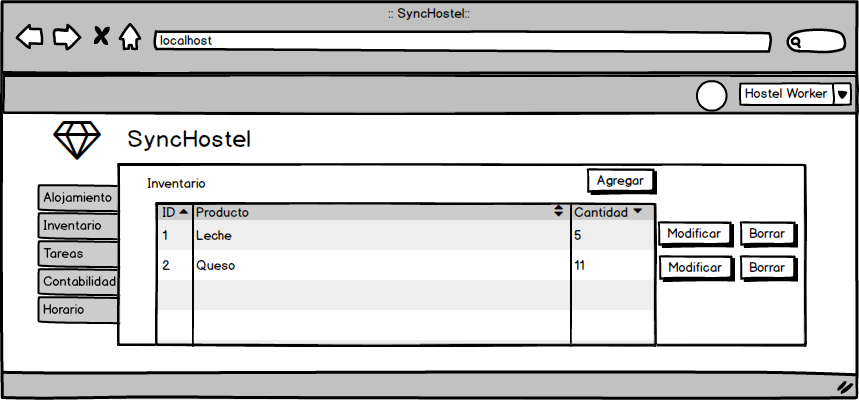 :: SyncHostel::
localhost
Hostel Worker
SyncHostel
Inventario
Agregar
Alojamiento
Inventario
Tareas
Contabilidad
Horario
ID Producto Cantidad
1 Leche 5 Modificar Borrar
2 Queso 11 Modificar Borrar